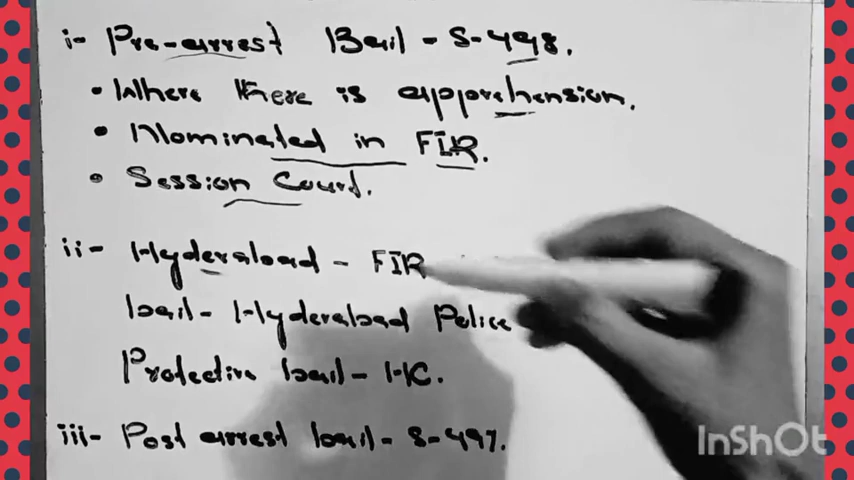 i- Pre-arrest Bail - S-498.
• Where there is apprehension.
• Nominated in FIR.
• Session Court.
ii- Hyderabad - FIR
bail- Hyderabad Police
Protective bail - HC.
iii- Post arrest bail - S-497.
InShOt